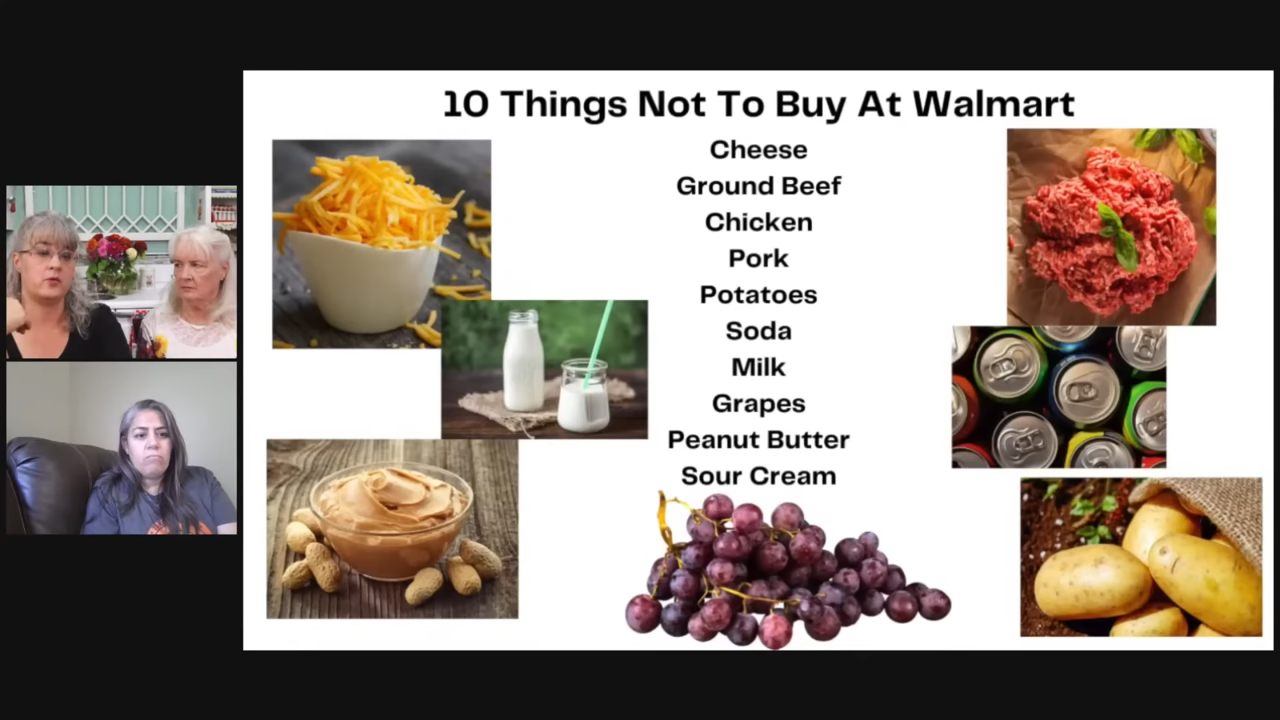 10 Things Not To Buy At Walmart
Cheese
Ground Beef
Chicken
Pork
Potatoes
Soda
Milk
Grapes
Peanut Butter
Sour Cream